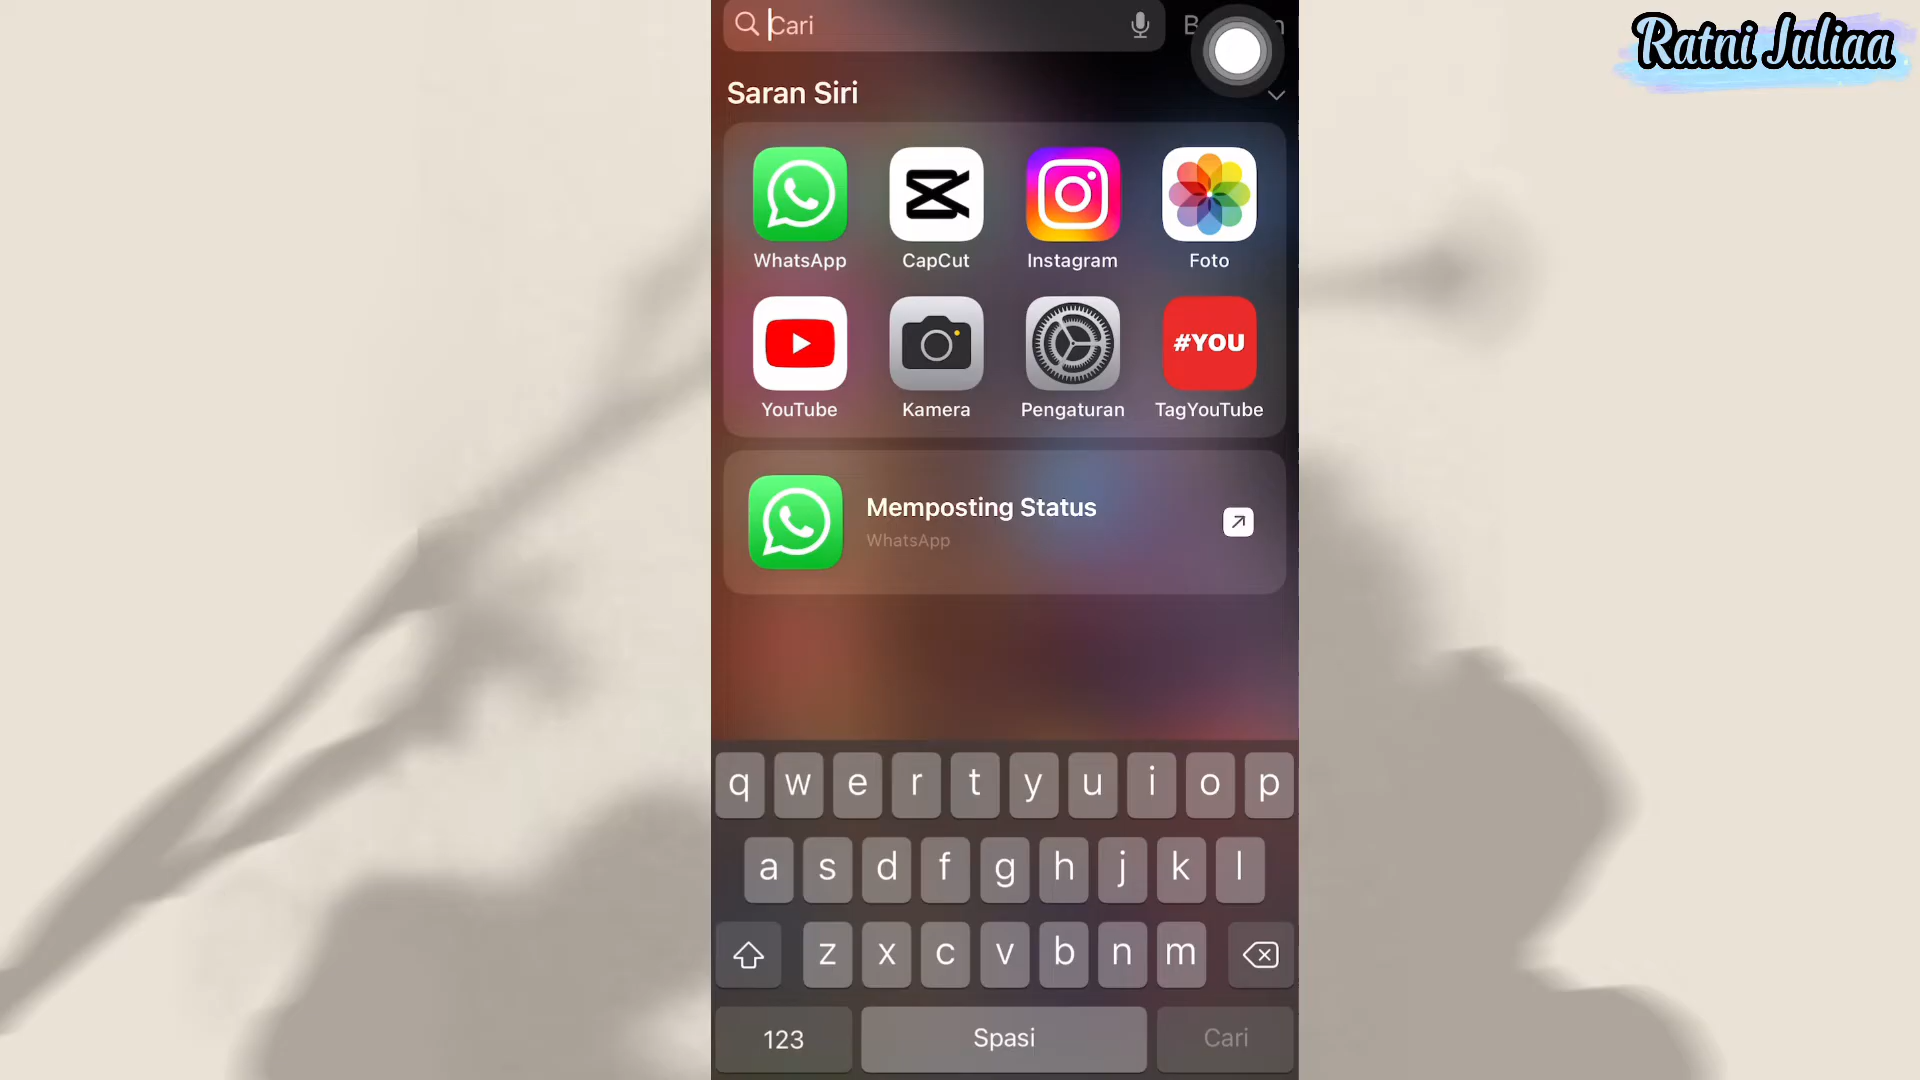 Ratni Juliaa
Cari
Saran Siri
WhatsApp
CapCut
Instagram
Foto
#YOU
YouTube
Kamera
Pengaturan
TagYouTube
Memposting Status
WhatsApp
q w e r t y u i o p
a s d f g h j k l
z x c v b n m
123
Spasi
Cari